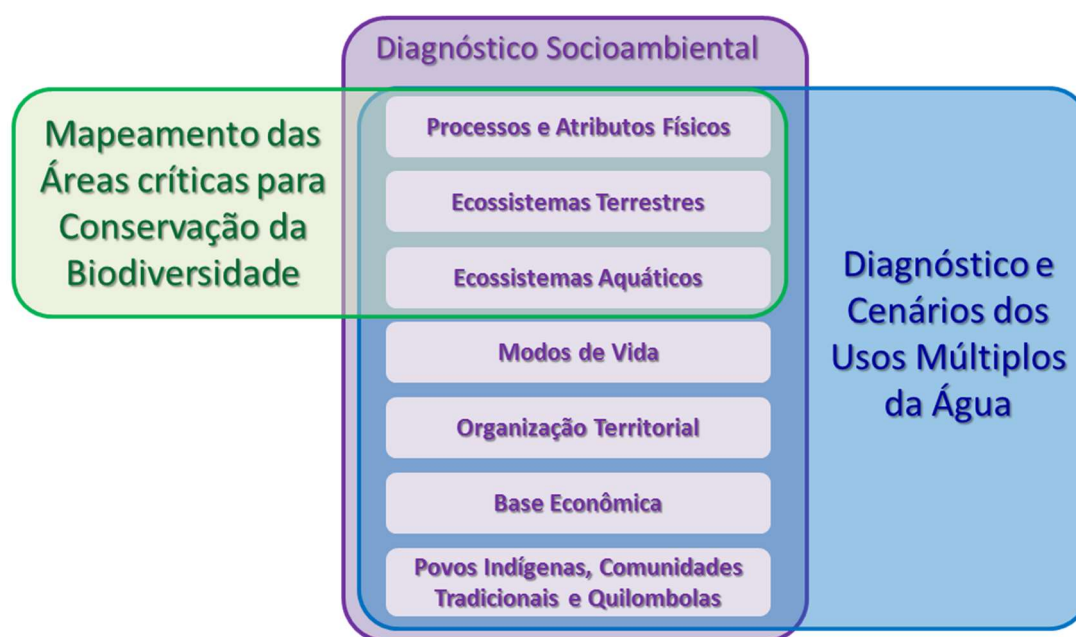 Diagnóstico Socioambiental
Mapeamento das
Áreas críticas para
Conservação da
Biodiversidade
Processos e Atributos Físicos
Ecossistemas Terrestres
Ecossistemas Aquáticos
Modos de Vida
Organização Territorial
Base Econômica
Povos Indígenas, Comunidades
Tradicionais e Quilombolas
Diagnóstico e
Cenários dos
Usos Múltiplos
da Água